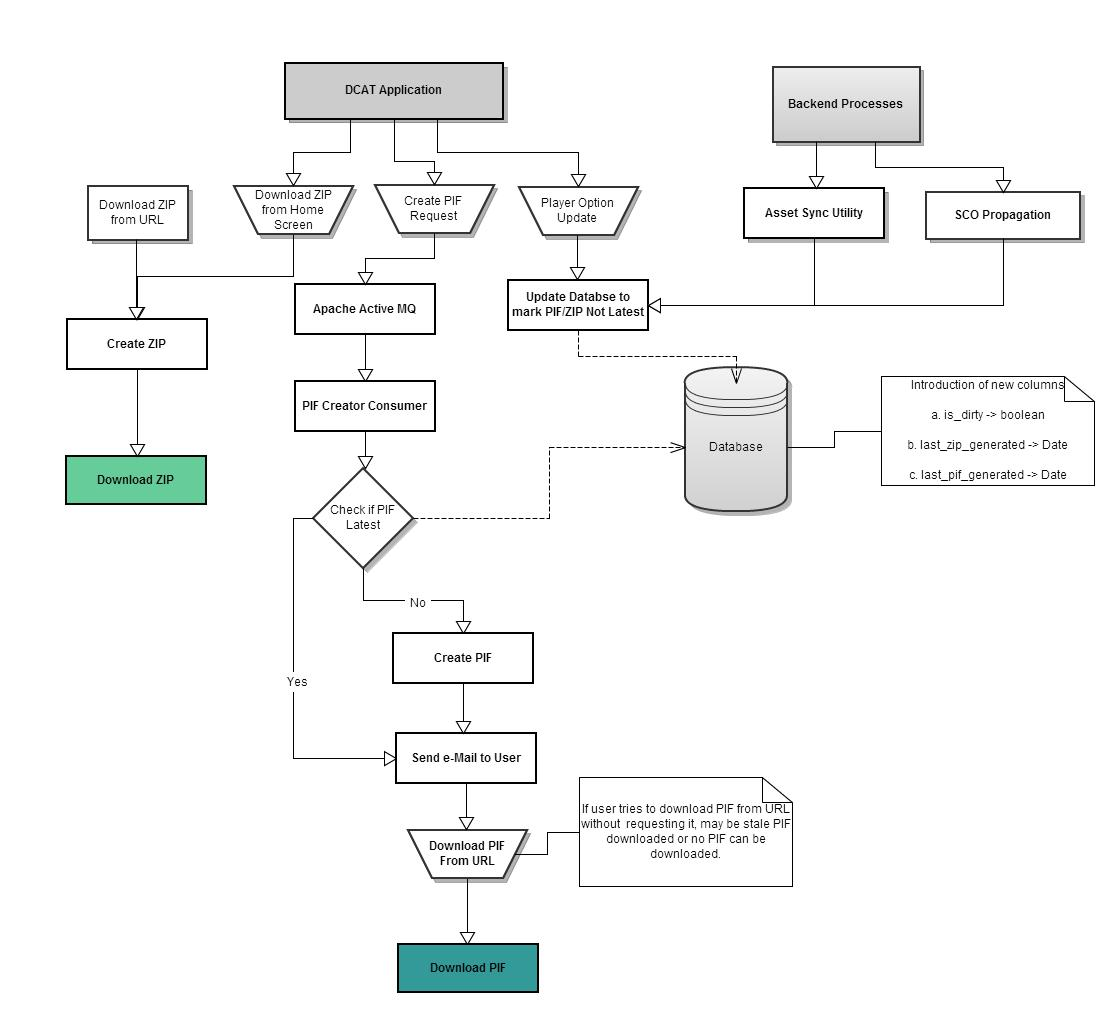 DCAT Application
Backend Processes
Download ZIP
from URL
Download ZIP
from Home
Screen
Create PIF
Request
Player Option
Update
Asset Sync Utility
SCO Propagation
Apache Active MQ
Update Databse to
mark PIF/ZIP Not Latest
Create ZIP
PIF Creator Consumer
Introduction of new columns
a. is_dirty -> boolean
b. last_zip_generated -> Date
c. last_pif_generated -> Date
Database
Download ZIP
Check if PIF
Latest
No
Create PIF
Yes
Send e-Mail to User
If user tries to download PIF from URL
without requesting it, may be stale PIF
downloaded or no PIF can be
downloaded.
Download PIF
From URL
Download PIF